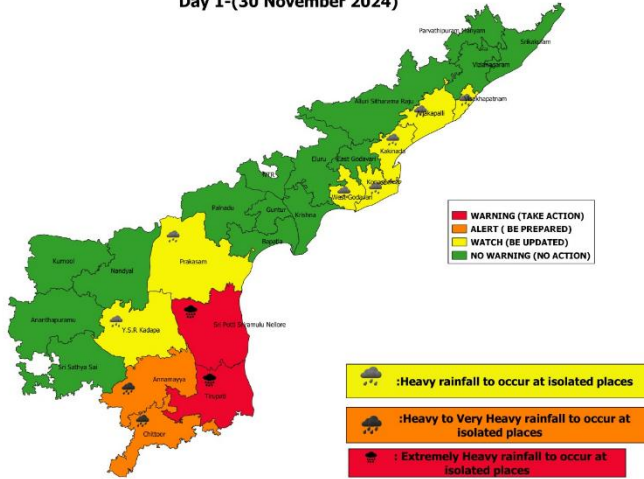 Day 1-(30 November 2024)
Parvathipuram Manyam
Srikakulam
Vizianagaram
Alluri Sitharama Raju
Visakhapatnam
Anakapalli
Kakinada
Eluru
East Godavari
Konaseema
West Godavari
NTR
Krishna
Guntur
Palnadu
Bapatla
Prakasam
Kurnool
Nandyal
Ananthapuramu
Sri Sathya Sai
Y.S.R Kadapa
Sri Potti Sriramulu Nellore
Annamayya
Tirupati
Chittoor
WARNING (TAKE ACTION)
ALERT ( BE PREPARED)
WATCH (BE UPDATED)
NO WARNING (NO ACTION)
:Heavy rainfall to occur at isolated places
:Heavy to Very Heavy rainfall to occur at
isolated places
: Extremely Heavy rainfall to occur at
isolated places